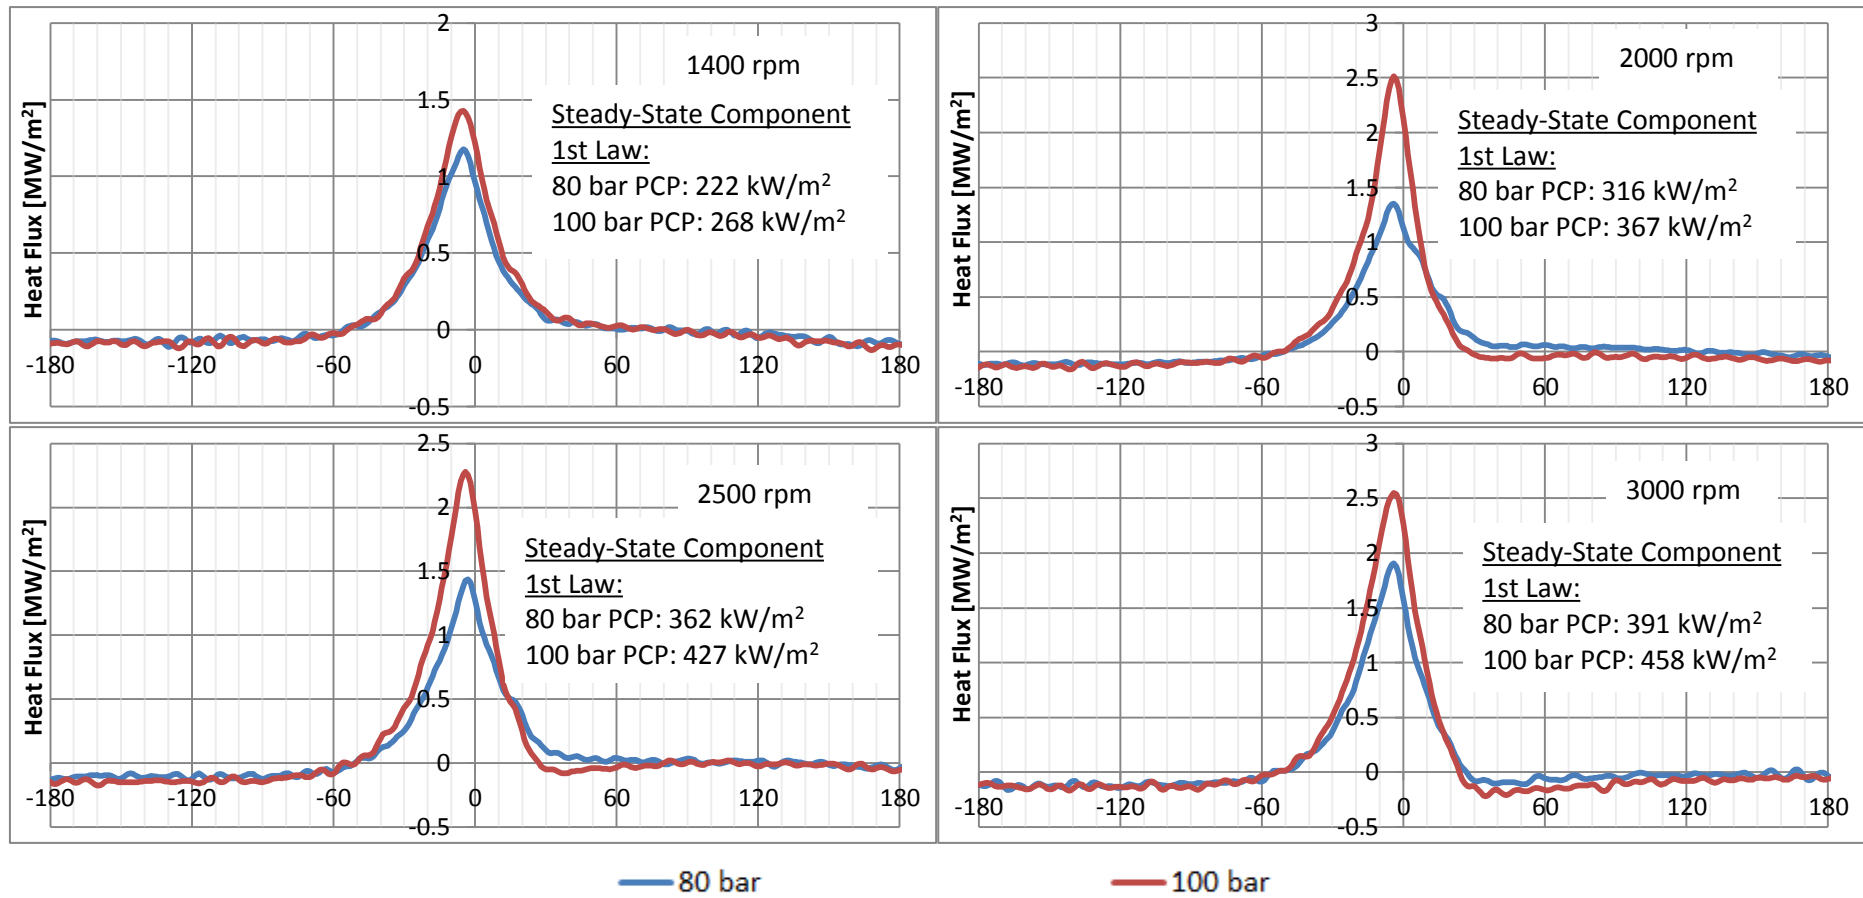 2
1400 rpm
1.5
Steady-State Component
1st Law:
80 bar PCP: 222 kW/m²
100 bar PCP: 268 kW/m²
1
0.5
0
-0.5
-180
-120
-60
0
60
120
180
Heat Flux [MW/m²]
3
2000 rpm
2.5
Steady-State Component
1st Law:
80 bar PCP: 316 kW/m²
100 bar PCP: 367 kW/m²
2
1.5
1
0.5
0
-0.5
-180
-120
-60
0
60
120
180
Heat Flux [MW/m²]
2.5
2500 rpm
2
Steady-State Component
1st Law:
80 bar PCP: 362 kW/m²
100 bar PCP: 427 kW/m²
1.5
1
0.5
0
-0.5
-180
-120
-60
0
60
120
180
Heat Flux [MW/m²]
3
3000 rpm
2.5
Steady-State Component
1st Law:
80 bar PCP: 391 kW/m²
100 bar PCP: 458 kW/m²
2
1.5
1
0.5
0
-0.5
-180
-120
-60
0
60
120
180
Heat Flux [MW/m²]
80 bar
100 bar